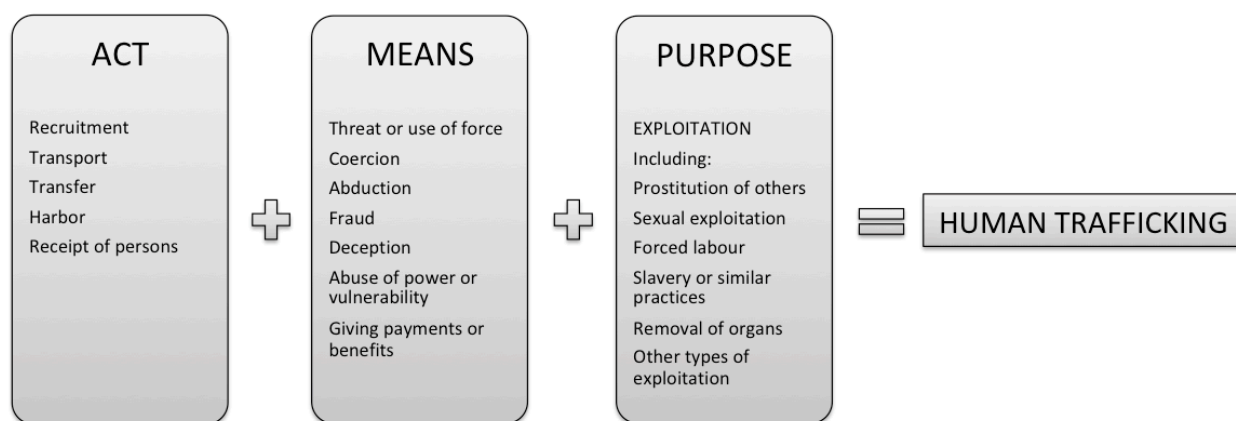 ACT
Recruitment
Transport
Transfer
Harbor
Receipt of persons
MEANS
Threat or use of force
Coercion
Abduction
Fraud
Deception
Abuse of power or
vulnerability
Giving payments or
benefits
PURPOSE
EXPLOITATION
Including:
Prostitution of others
Sexual exploitation
Forced labour
Slavery or similar
practices
Removal of organs
Other types of
exploitation
HUMAN TRAFFICKING